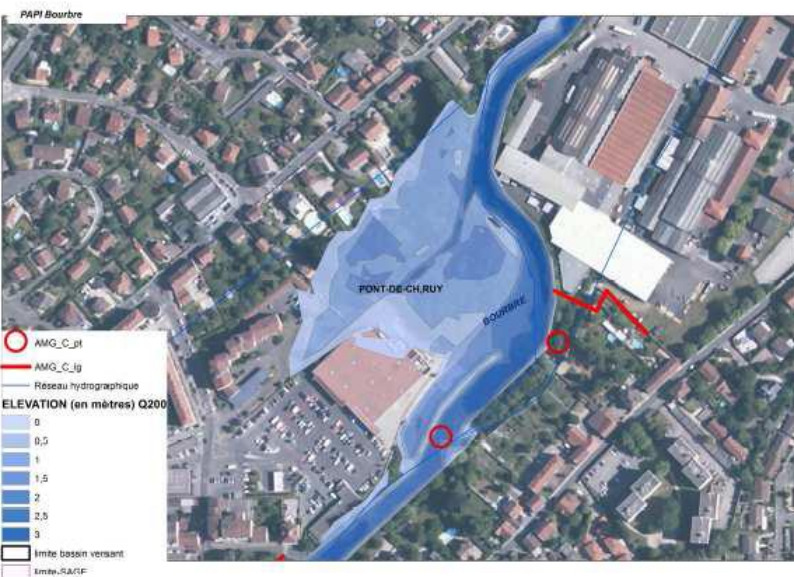 PAPI Bourbre
PONT-DE-CH,RUY
BOURBRE
AMG_C_pt
AMG_C_lg
Réseau hydrographique
ELEVATION (en mètres) Q200
0
0,5
1
1,5
2
2,5
3
limite bassin versant
limite-SAGE